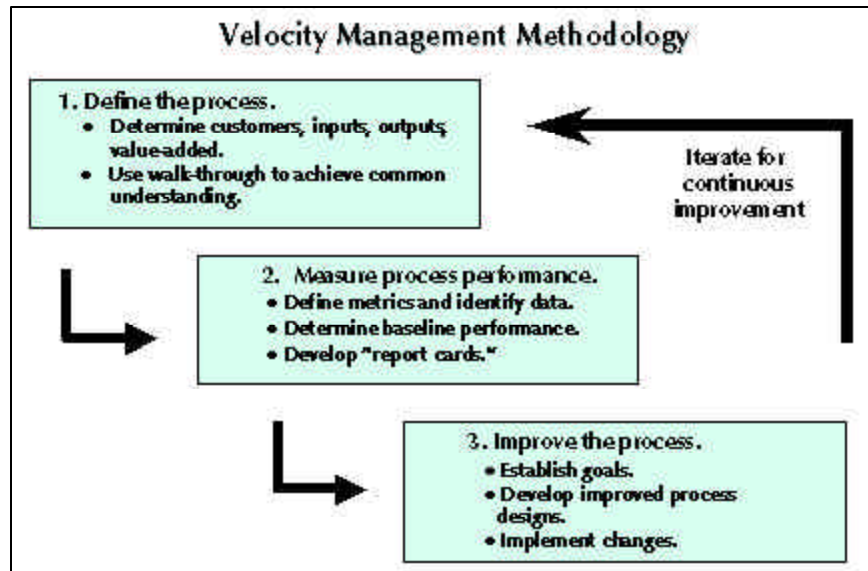 Velocity Management Methodology
1. Define the process.
• Determine customers, inputs, outputs,
value-added.
• Use walk-through to achieve common
understanding.
Iterate for
continuous
improvement
2. Measure process performance.
• Define metrics and identify data.
• Determine baseline performance.
• Develop "report cards."
3. Improve the process.
• Establish goals.
• Develop improved process
designs.
• Implement changes.